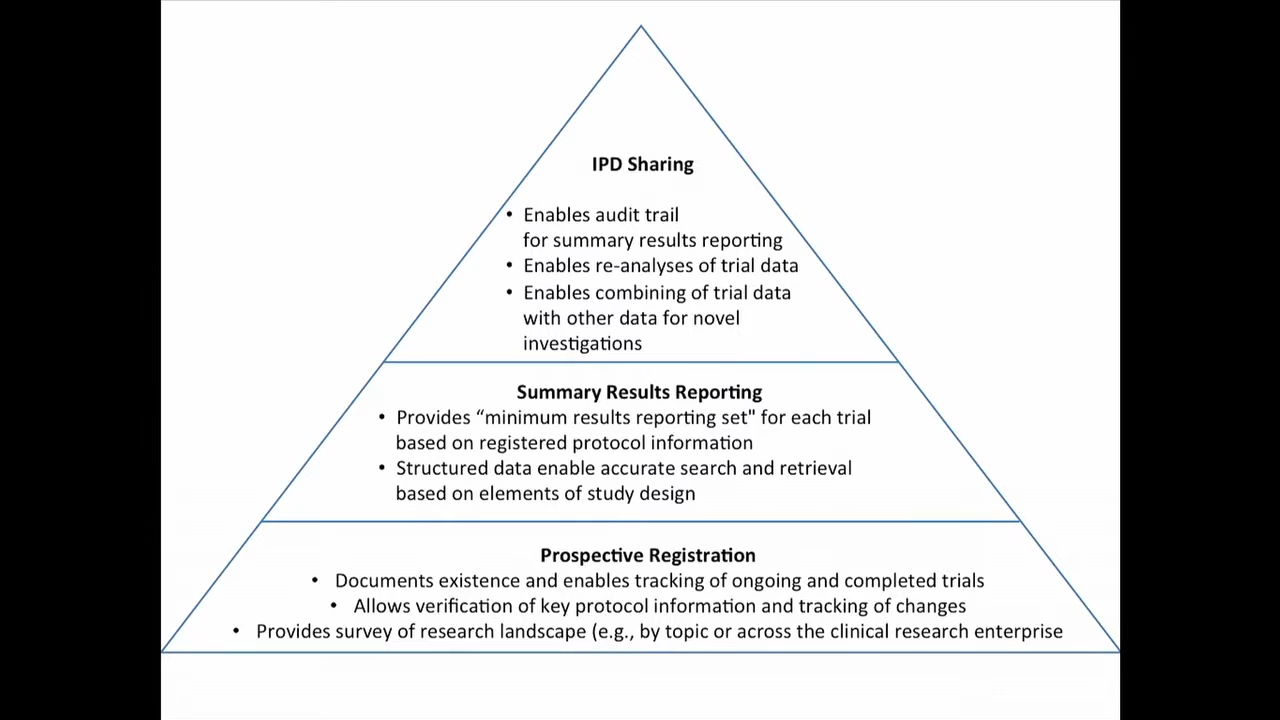 IPD Sharing
• Enables audit trail
for summary results reporting
• Enables re-analyses of trial data
• Enables combining of trial data
with other data for novel
investigations
Summary Results Reporting
• Provides “minimum results reporting set" for each trial
based on registered protocol information
• Structured data enable accurate search and retrieval
based on elements of study design
Prospective Registration
• Documents existence and enables tracking of ongoing and completed trials
• Allows verification of key protocol information and tracking of changes
• Provides survey of research landscape (e.g., by topic or across the clinical research enterprise